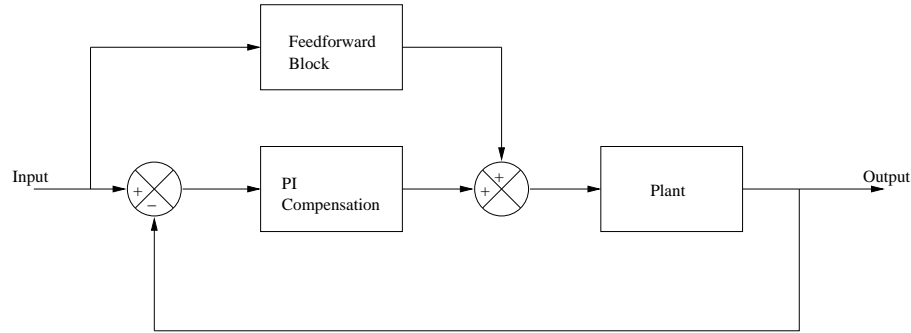 Feedforward
Block
Input
+
−
PI
Compensation
+
+
Plant
Output